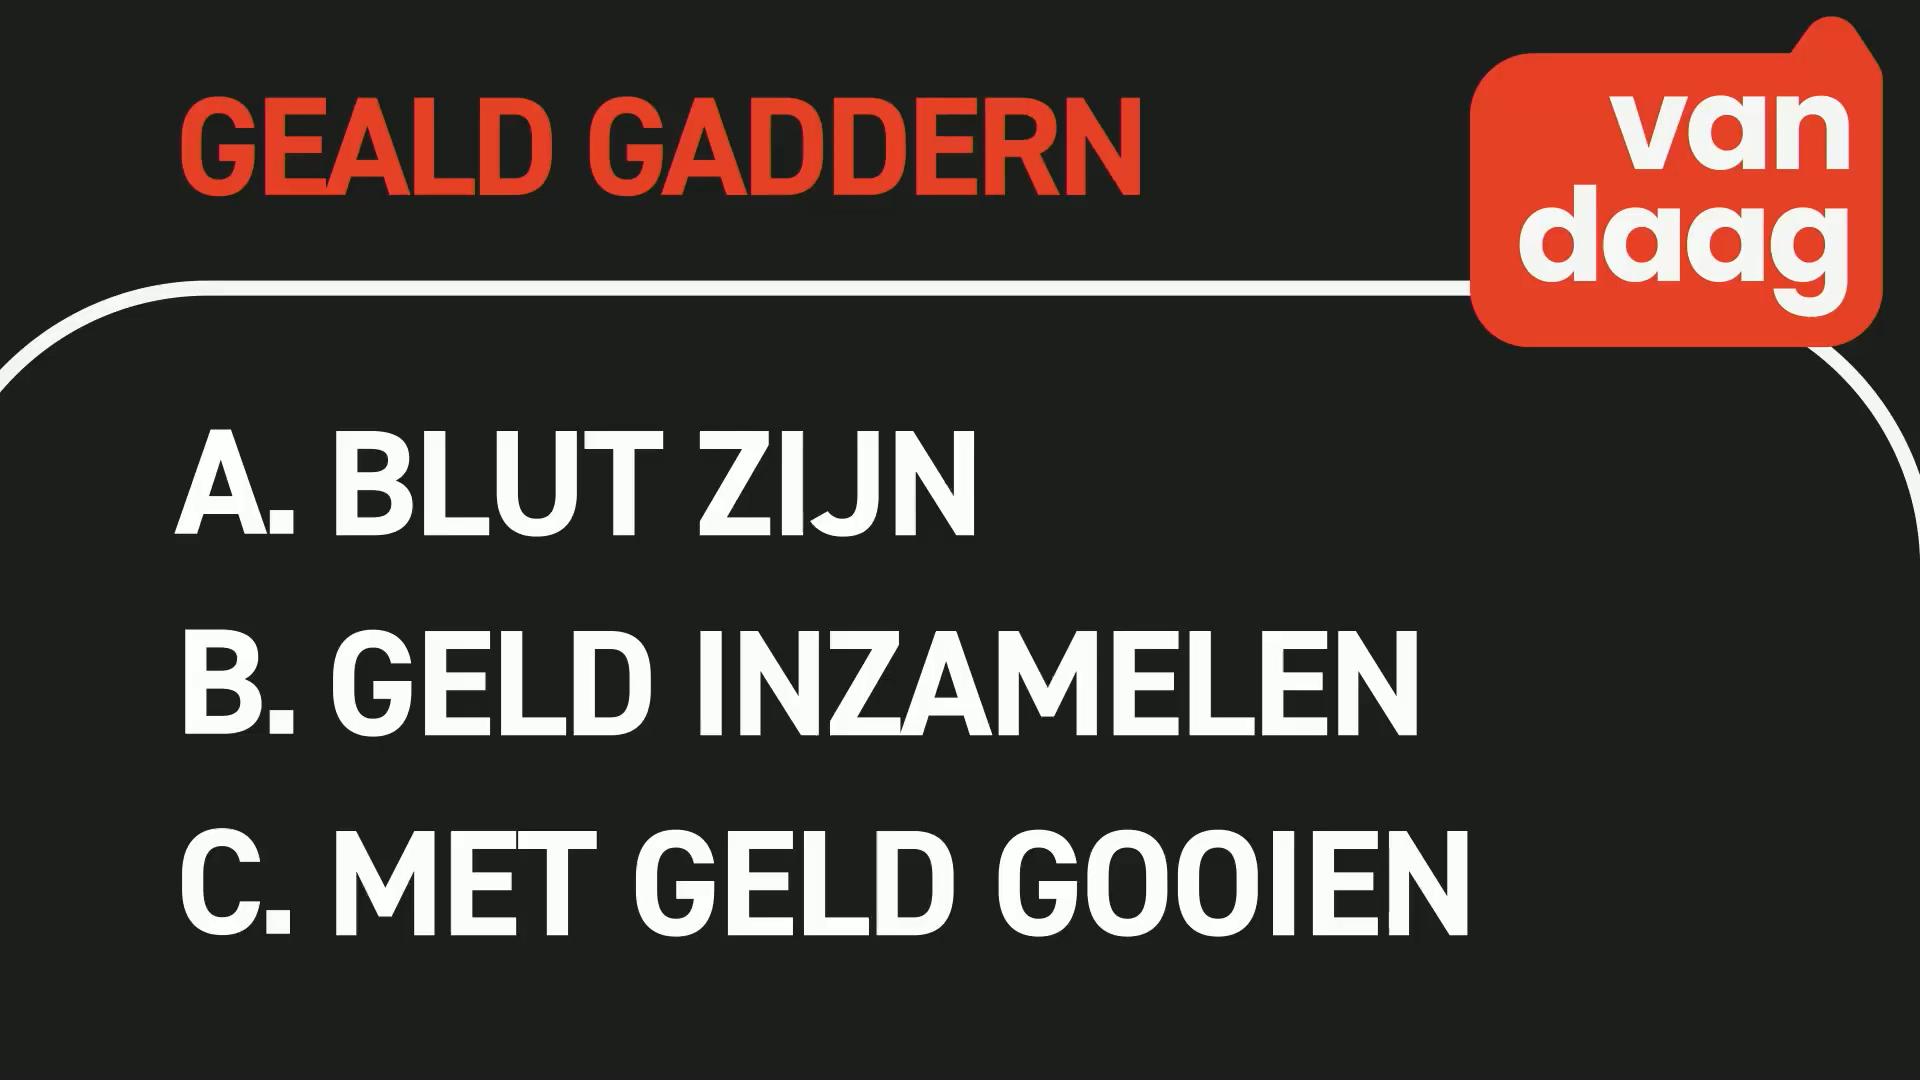 GEALD GADDERN
van
daag
A. BLUT ZIJN
B. GELD INZAMELEN
C. MET GELD GOOIEN